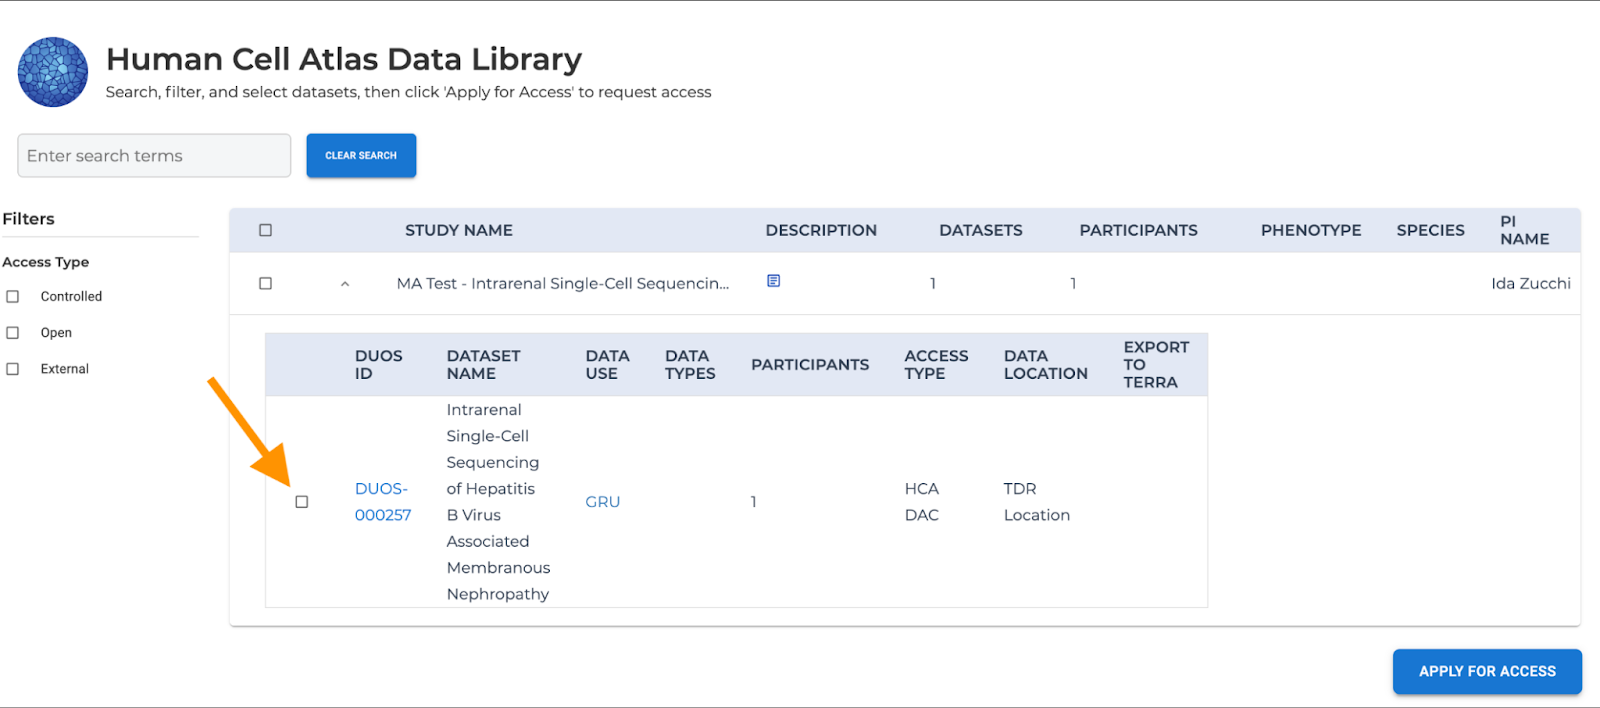 Human Cell Atlas Data Library
Search, filter, and select datasets, then click 'Apply for Access' to request access
Enter search terms
CLEAR SEARCH
Filters
Access Type
Controlled
Open
External
STUDY NAME
DESCRIPTION
DATASETS
PARTICIPANTS
PHENOTYPE
SPECIES
PI
NAME
MA Test - Intrarenal Single-Cell Sequencin...
1
1
Ida Zucchi
DUOS
ID
DATASET
NAME
DATA
USE
DATA
TYPES
PARTICIPANTS
ACCESS
TYPE
DATA
LOCATION
EXPORT
TO
TERRA
DUOS-
000257
Intrarenal
Single-Cell
Sequencing
of Hepatitis
B Virus
Associated
Membranous
Nephropathy
GRU
1
HCA
DAC
TDR
Location
APPLY FOR ACCESS